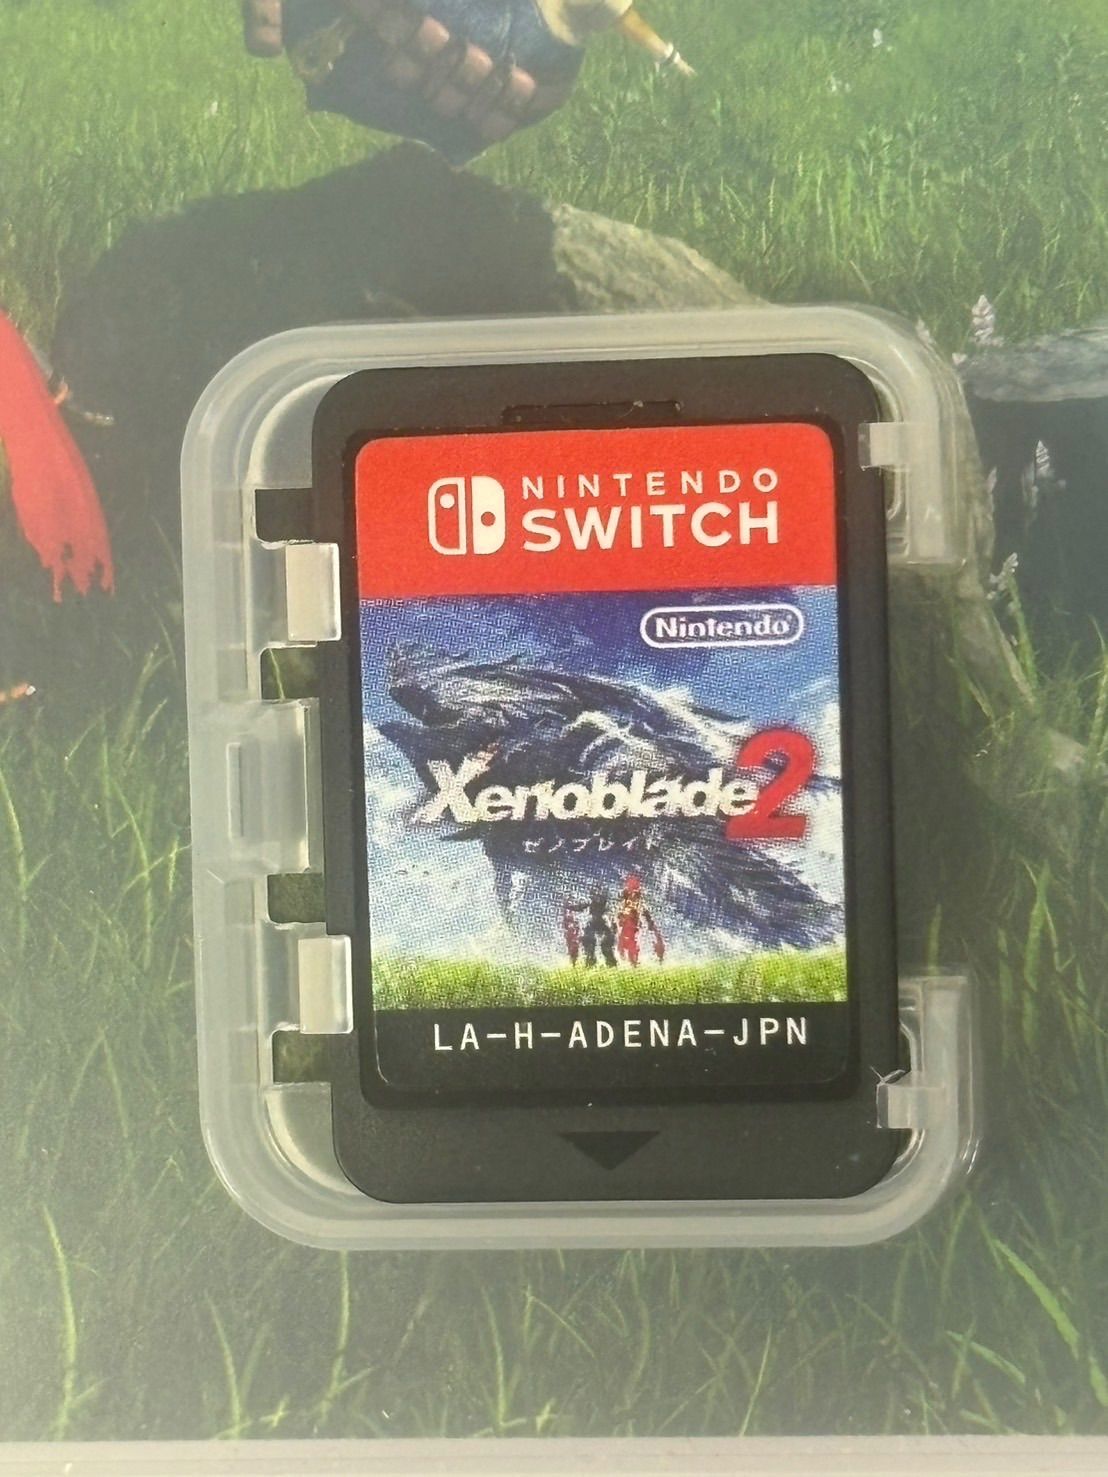 NINTENDO
SWITCH
Nintendo
Xenoblade2
ゼノブレイド
LA-H-ADENA-JPN